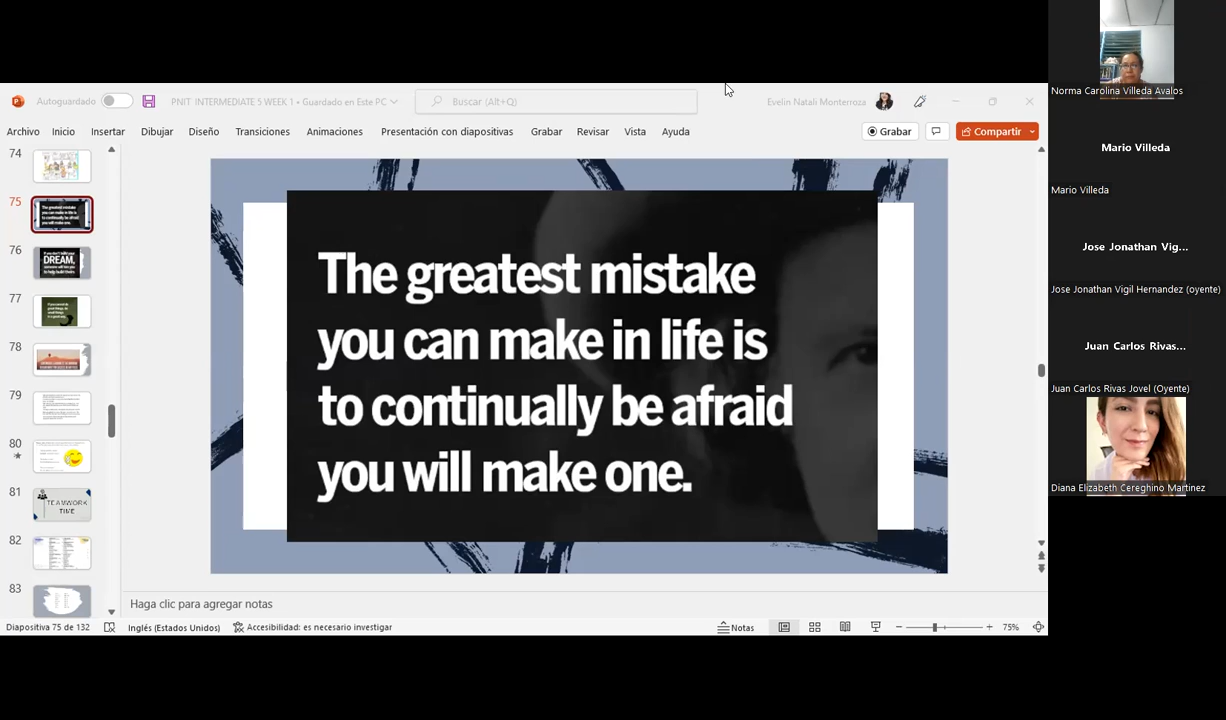 Autoguardado
PNIT INTERMEDIATE 5 WEEK 1 • Guardado en Este PC
Buscar (Alt+Q)
Evelin Natali Monterroza
Archivo Inicio Insertar Dibujar Diseño Transiciones Animaciones Presentación con diapositivas Grabar Revisar Vista Ayuda
Grabar
Compartir
74
75
76
DREAM,
77
78
79
80
81
TEAMWORK
TIME
82
83
The greatest mistake
you can make in life is
to continually be afraid
you will make one.
Haga clic para agregar notas
Diapositiva 75 de 132
Inglés (Estados Unidos)
Accesibilidad: es necesario investigar
Notas
75%
Norma Carolina Villeda Avalos
Mario Villeda
Mario Villeda
Jose Jonathan Vig...
Jose Jonathan Vigil Hernandez (oyente)
Juan Carlos Rivas...
Juan Carlos Rivas Jovel (Oyente)
Diana Elizabeth Cereghino Martinez